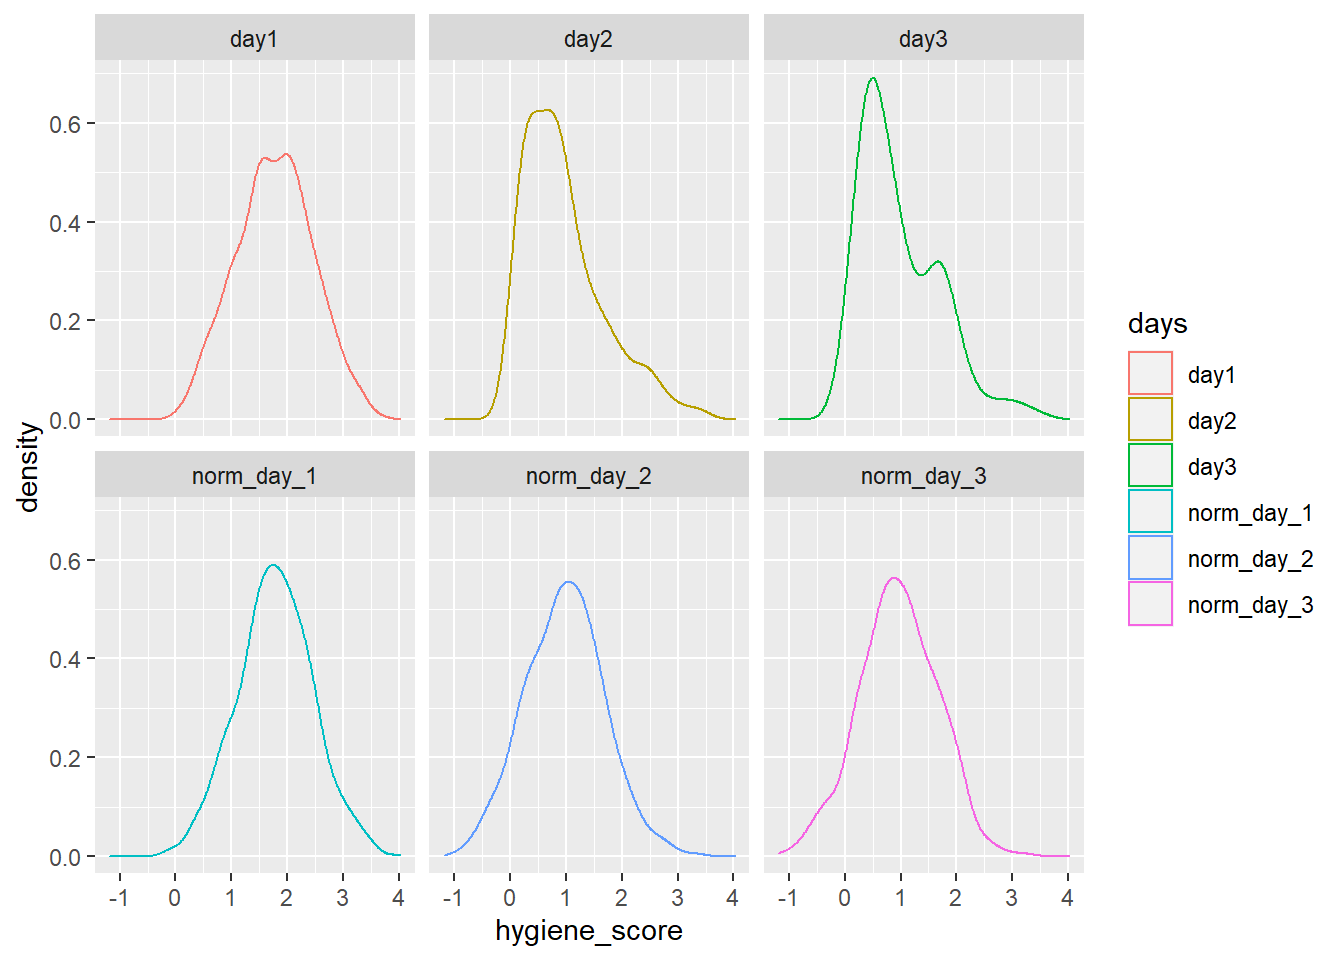 day1 day2 day3
0.6
0.4
0.2
0.0
norm_day_1 norm_day_2 norm_day_3
0.6
0.4
0.2
0.0
-1 0 1 2 3 4 -1 0 1 2 3 4 -1 0 1 2 3 4
hygiene_score
density
days
day1
day2
day3
norm_day_1
norm_day_2
norm_day_3